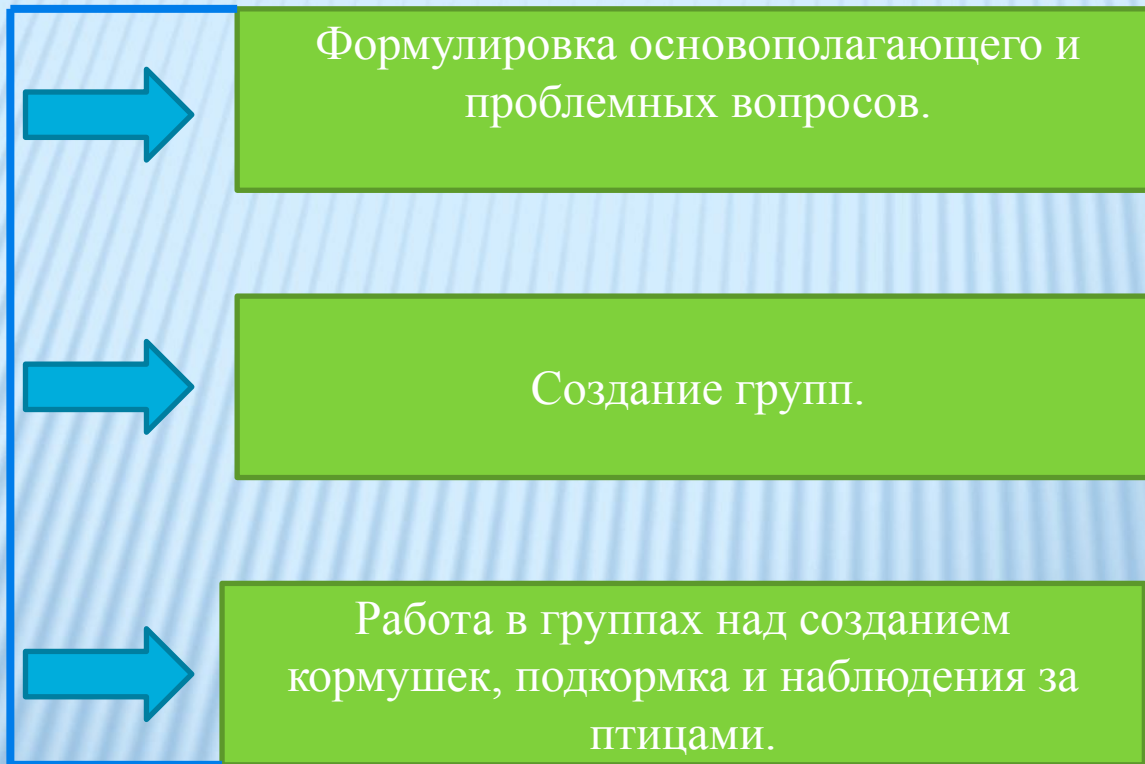 Формулировка основополагающего и
проблемных вопросов.
Создание групп.
Работа в группах над созданием
кормушек, подкормка и наблюдения за
птицами.